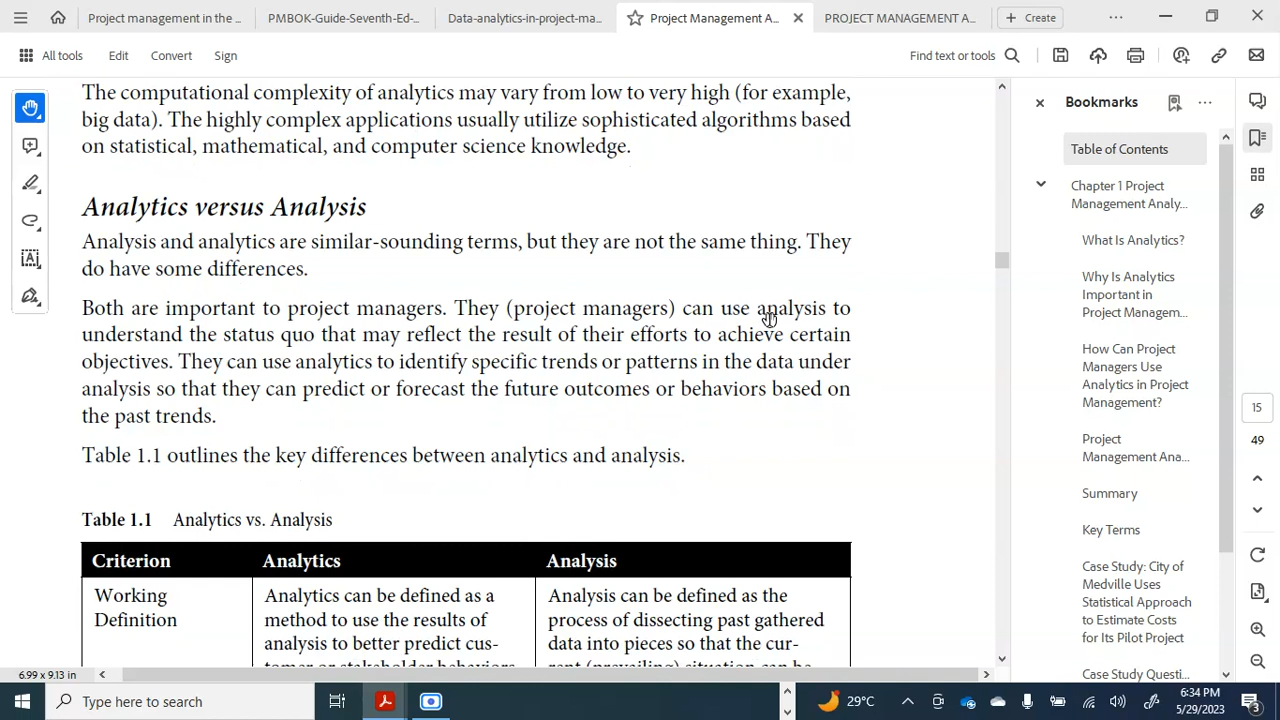 Project management in the ...
PMBOK-Guide-Seventh-Ed-...
Data-analytics-in-project-ma...
Project Management A...
PROJECT MANAGEMENT A...
Create
All tools
Edit
Convert
Sign
Find text or tools
The computational complexity of analytics may vary from low to very high (for example,
big data). The highly complex applications usually utilize sophisticated algorithms based
on statistical, mathematical, and computer science knowledge.
Analytics versus Analysis
Analysis and analytics are similar-sounding terms, but they are not the same thing. They
do have some differences.
Both are important to project managers. They (project managers) can use analysis to
understand the status quo that may reflect the result of their efforts to achieve certain
objectives. They can use analytics to identify specific trends or patterns in the data under
analysis so that they can predict or forecast the future outcomes or behaviors based on
the past trends.
Table 1.1 outlines the key differences between analytics and analysis.
Table 1.1 Analytics vs. Analysis
Criterion
Analytics
Analysis
Working
Definition
Analytics can be defined as a
method to use the results of
analysis to better predict cus-
tomer or stakeholder behaviors
Analysis can be defined as the
process of dissecting past gathered
data into pieces so that the cur-
rent (prevailing) situation can be
Bookmarks
Table of Contents
Chapter 1 Project
Management Analy...
What Is Analytics?
Why Is Analytics
Important in
Project Managem...
How Can Project
Managers Use
Analytics in Project
Management?
Project
Management Ana...
Summary
Key Terms
Case Study: City of
Medville Uses
Statistical Approach
to Estimate Costs
for Its Pilot Project
Case Study Questi...
15
49
6.99 x 9.13 in
Type here to search
29°C
6:34 PM
5/29/2023
3